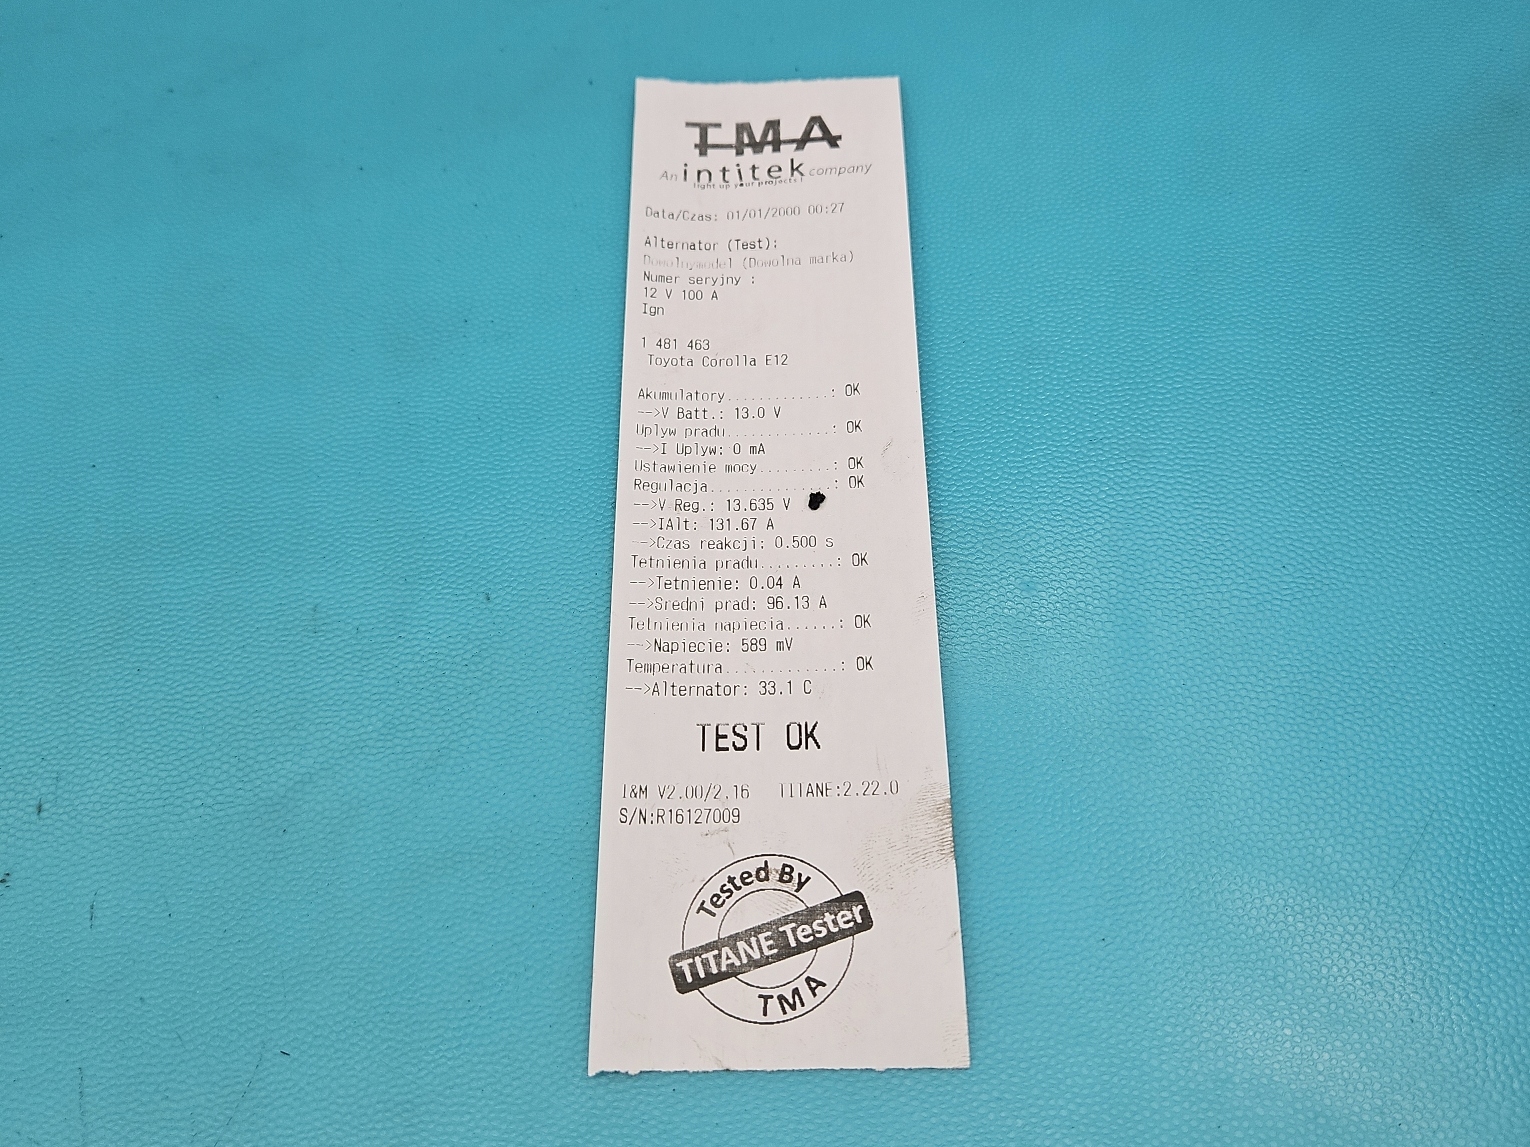 TMA
An intitek company
light up your projects!
Data/Czas: 01/01/2000 00:27
Alternator (Test):
Dowolnymodel (Dowolna marka)
Numer seryjny :
12 V 100 A
Ign
1 481 463
Toyota Corolla E12
Akumulatory.............: OK
-->V Batt.: 13.0 V
Uplyw pradu.............: OK
-->I Uplyw: 0 mA
Ustawienie mocy.........: OK
Regulacja...............: OK
-->V Reg.: 13.635 V
-->IAlt: 131.67 A
-->Czas reakcji: 0.500 s
Tetnienia pradu.........: OK
-->Tetnienie: 0.04 A
-->Sredni prad: 96.13 A
Tetnienia napiecia......: OK
-->Napiecie: 589 mV
Temperatura.............: OK
-->Alternator: 33.1 C
TEST OK
I&M V2.00/2.16 TITANE:2.22.0
S/N:R16127009
Tested By
TITANE Tester
TMA